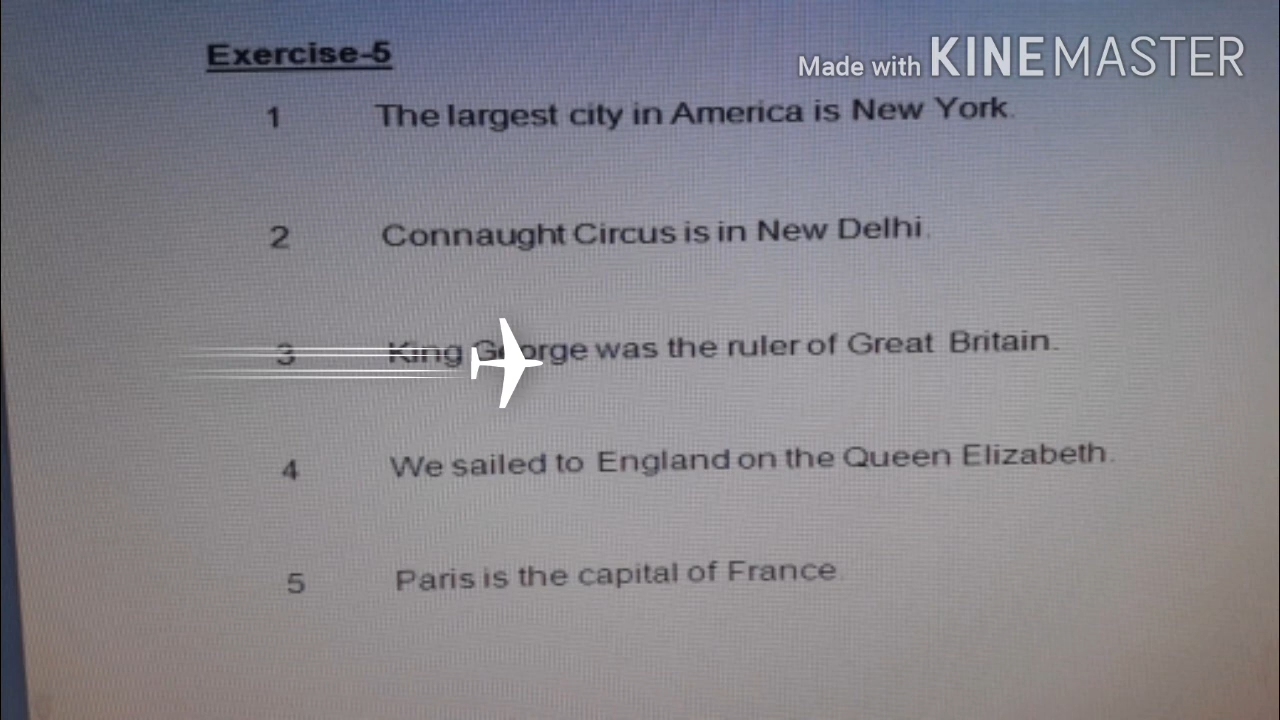 Exercise-5
Made with KINEMASTER
1 The largest city in America is New York.
2 Connaught Circus is in New Delhi.
3 King George was the ruler of Great Britain.
4 We sailed to England on the Queen Elizabeth.
5 Paris is the capital of France.